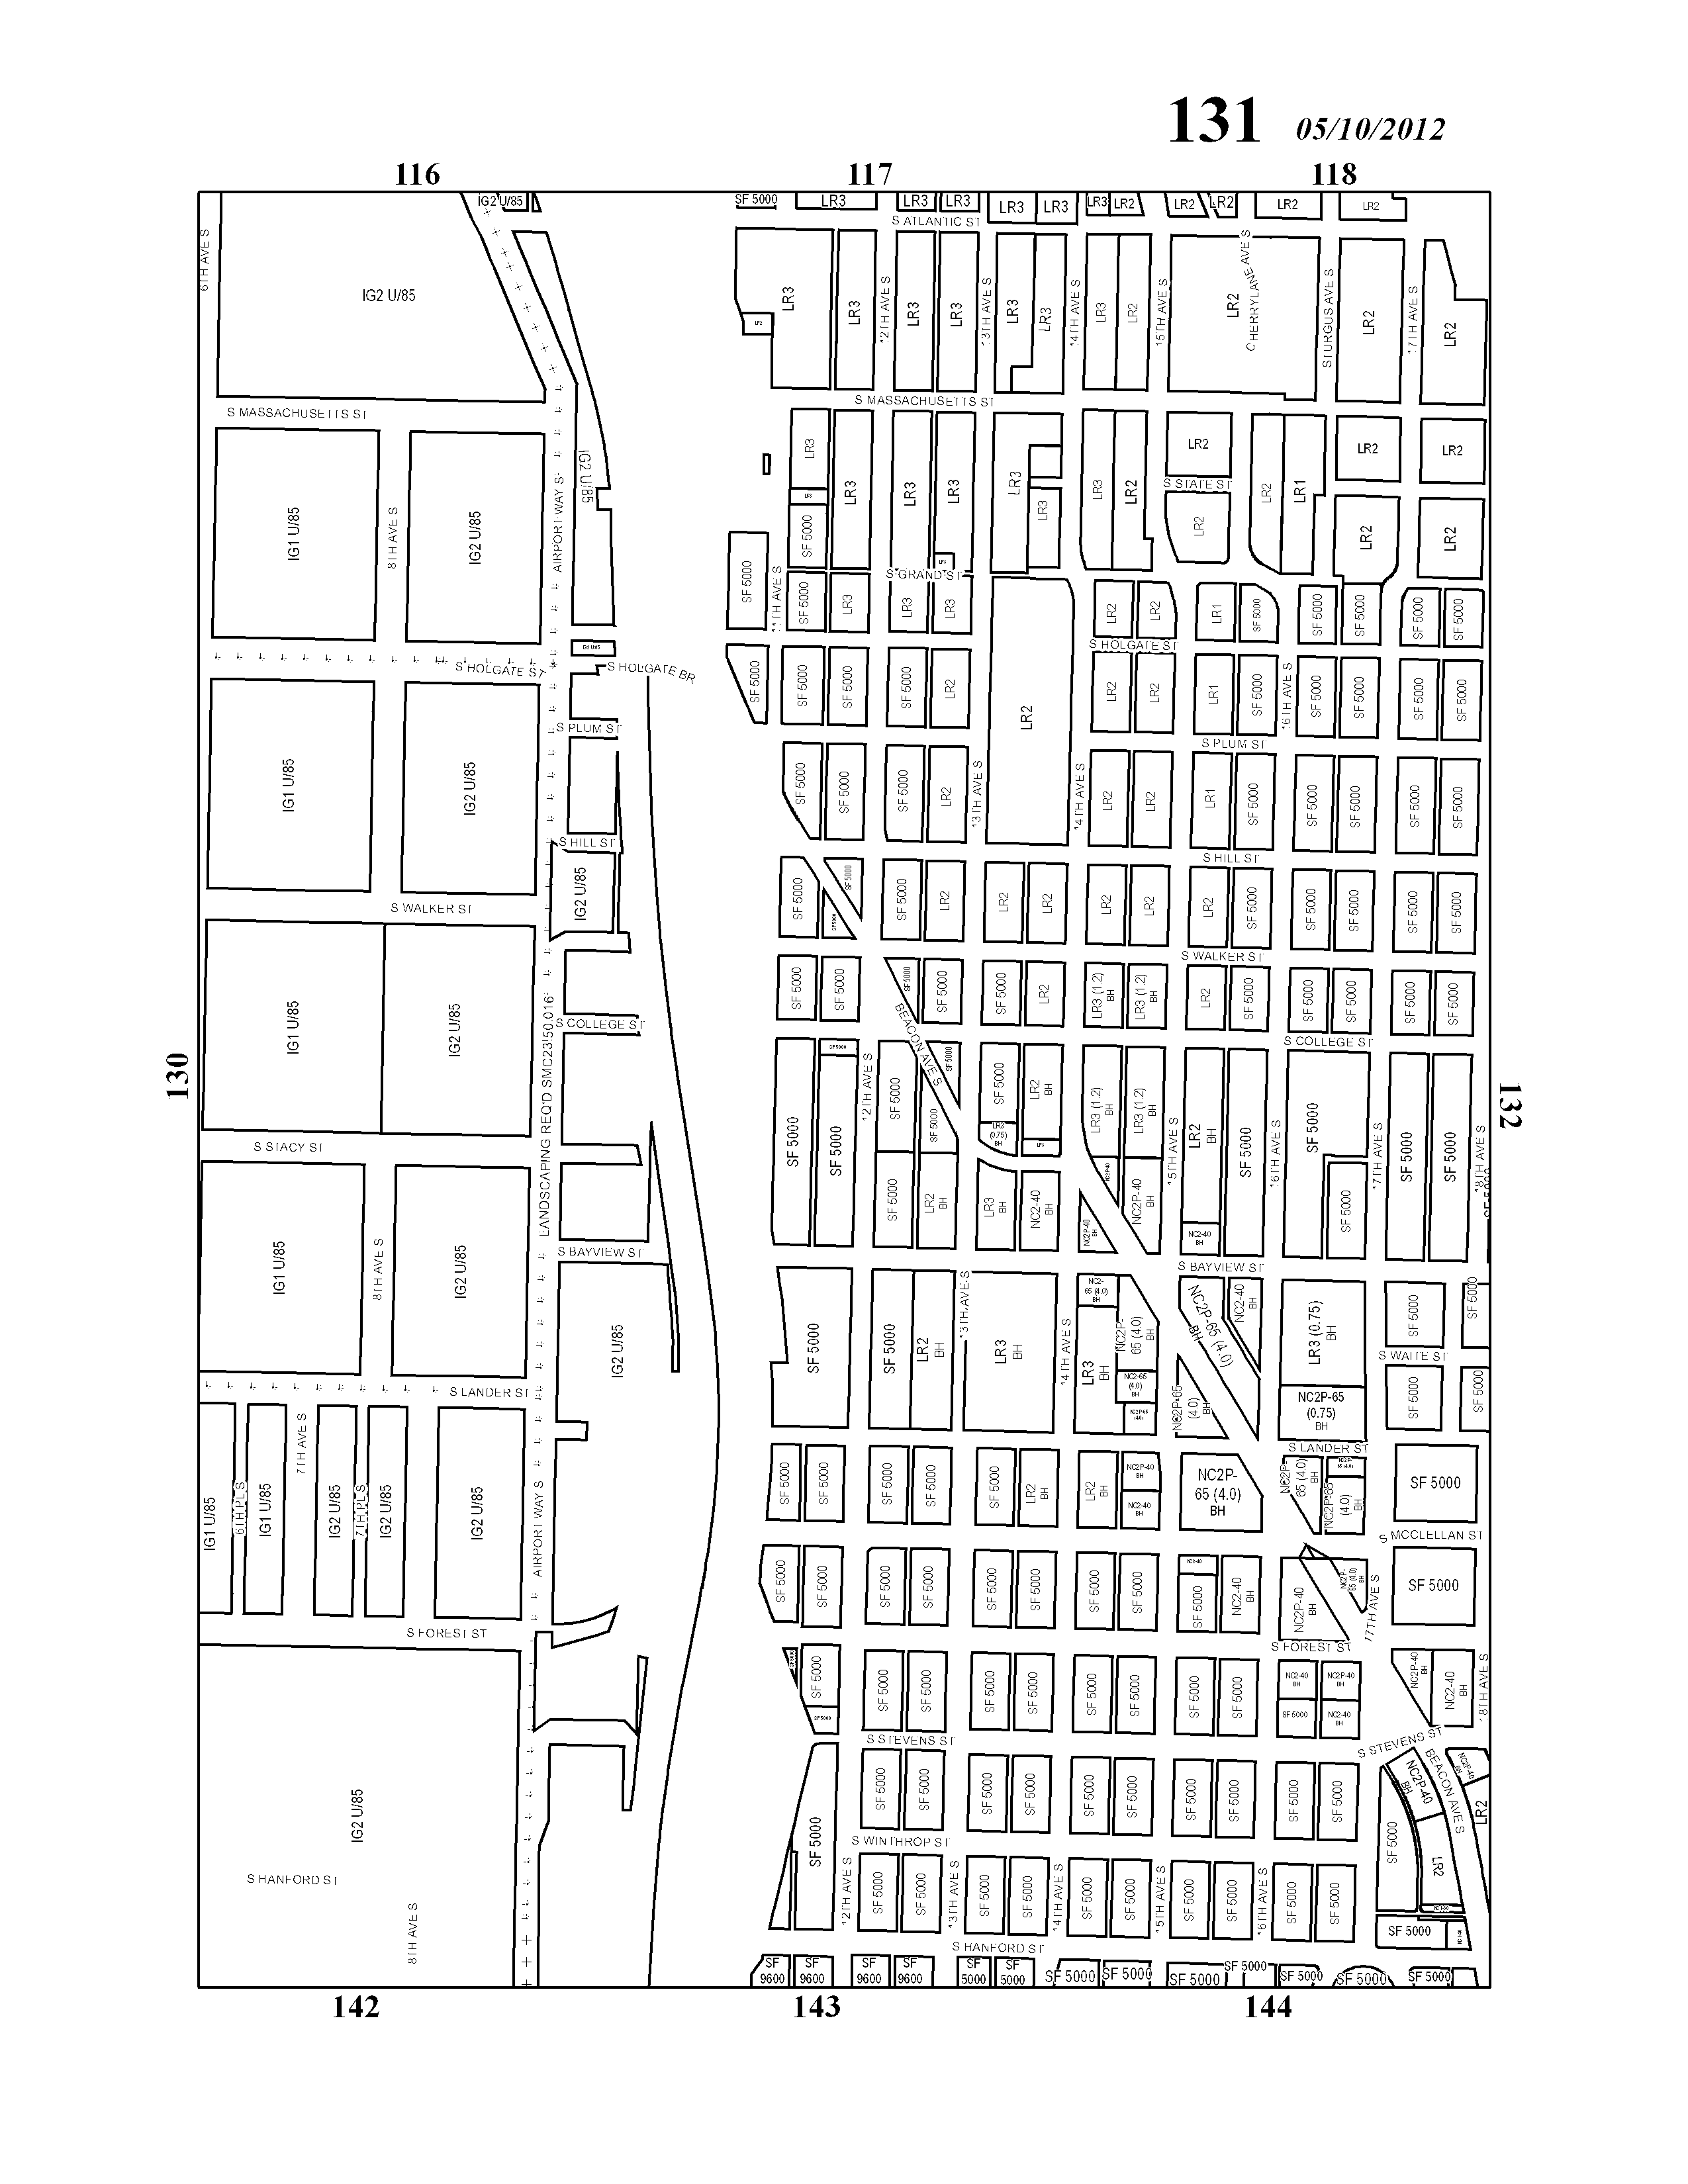 131 05/10/2012
116 117 118
IG2 U/85
SF 5000
LR3
LR3
LR3
LR3
LR3
LR3
LR2
LR2
LR2
LR2
LR2
S ATLANTIC ST
6TH AVE S
IG2 U/85
LR3
LR3
12TH AVE S
LR3
LR3
13TH AVE S
LR3
LR3
14TH AVE S
LR3
LR2
15TH AVE S
LR2
CHERRYLANE AVE S
STURGUS AVE S
LR2
17TH AVE S
LR2
S MASSACHUSETTS ST
S MASSACHUSETTS ST
IG1 U/85
8TH AVE S
IG2 U/85
AIRPORT WAY S
IG2 U/85
LR3
SF 5000
LR3
LR3
LR3
LR3
LR3
LR3
LR2
LR2
S STATE ST
LR2
LR2
LR1
LR2
LR2
LR2
LR2
S GRAND ST
SF 5000
11TH AVE S
SF 5000
LR3
LR3
LR3
LR2
LR2
LR1
SF 5000
SF 5000
SF 5000
SF 5000
SF 5000
IG2 U/85
S HOLGATE ST
S HOLGATE BR
S HOLGATE ST
SF 5000
SF 5000
SF 5000
SF 5000
LR2
LR2
LR2
LR2
LR1
SF 5000
16TH AVE S
SF 5000
SF 5000
SF 5000
SF 5000
S PLUM ST
S PLUM ST
IG1 U/85
IG2 U/85
SF 5000
SF 5000
SF 5000
LR2
13TH AVE S
14TH AVE S
LR2
LR2
LR1
SF 5000
SF 5000
SF 5000
SF 5000
SF 5000
S HILL ST
S HILL ST
IG2 U/85
SF 5000
SF 5000
SF 5000
LR2
LR2
LR2
LR2
LR2
LR2
SF 5000
SF 5000
SF 5000
SF 5000
SF 5000
S WALKER ST
S WALKER ST
IG1 U/85
IG2 U/85
LANDSCAPING REQ'D SMC23.50.016
SF 5000
SF 5000
SF 5000
SF 5000
SF 5000
LR2
LR3 (1.2)
BH
LR3 (1.2)
BH
LR2
SF 5000
SF 5000
SF 5000
SF 5000
SF 5000
S COLLEGE ST
S COLLEGE ST
130
132
BEACON AVE S
SF 5000
SF 5000
SF 5000
12TH AVE S
SF 5000
SF 5000
SF 5000
SF 5000
LR2
BH
SF 5000
LR3
(0.75)
BH
LR2
BH
LR3
BH
NC2-40
BH
LR3 (1.2)
BH
LR3 (1.2)
BH
NC2P-40
BH
NC2P-40
BH
15TH AVE S
LR2
BH
NC2-40
BH
SF 5000
16TH AVE S
SF 5000
SF 5000
17TH AVE S
SF 5000
SF 5000
18TH AVE S
S STACY ST
IG1 U/85
8TH AVE S
IG2 U/85
S BAYVIEW ST
S BAYVIEW ST
IG2 U/85
SF 5000
SF 5000
LR2
BH
13TH AVE S
LR3
BH
14TH AVE S
NC2-
65 (4.0)
BH
LR3
BH
NC2P-
65 (4.0)
BH
NC2-65
(4.0)
BH
NC2P-65 (4.0)
BH
NC2-40
BH
NC2P-65
(4.0)
BH
LR3 (0.75)
BH
NC2P-65
(0.75)
BH
SF 5000
SF 5000
S WAITE ST
SF 5000
SF 5000
S LANDER ST
S LANDER ST
IG1 U/85
6TH PL S
IG1 U/85
7TH AVE S
IG2 U/85
7TH PL S
IG2 U/85
IG2 U/85
AIRPORT WAY S
SF 5000
SF 5000
SF 5000
SF 5000
SF 5000
LR2
BH
LR2
BH
NC2P-40
BH
NC2-40
BH
NC2P-
65 (4.0)
BH
NC2P-
65 (4.0)
BH
NC2P-65
(4.0)
BH
SF 5000
S MCCLELLAN ST
SF 5000
SF 5000
SF 5000
SF 5000
SF 5000
SF 5000
SF 5000
SF 5000
NC2-40
SF 5000
NC2-40
BH
NC2P-40
BH
NC2P-
65 (4.0)
BH
17TH AVE S
SF 5000
S FOREST ST
S FOREST ST
SF 5000
SF 5000
SF 5000
SF 5000
SF 5000
SF 5000
SF 5000
SF 5000
SF 5000
NC2-40
BH
NC2P-40
BH
SF 5000
NC2-40
BH
NC2P-40
BH
NC2-40
BH
18TH AVE S
S STEVENS ST
S STEVENS ST
IG2 U/85
SF 5000
SF 5000
SF 5000
SF 5000
SF 5000
SF 5000
SF 5000
SF 5000
SF 5000
SF 5000
SF 5000
SF 5000
NC2P-40
BH
BEACON AVE S
NC2P-40
BH
LR2
LR2
S WINTHROP ST
S HANFORD ST
8TH AVE S
12TH AVE S
SF 5000
SF 5000
13TH AVE S
SF 5000
SF 5000
14TH AVE S
SF 5000
SF 5000
15TH AVE S
SF 5000
SF 5000
16TH AVE S
SF 5000
SF 5000
SF 5000
S HANFORD ST
SF
9600
SF
9600
SF
9600
SF
9600
SF
5000
SF
5000
SF 5000
SF 5000
SF 5000
SF 5000
SF 5000
SF 5000
SF 5000
142 143 144